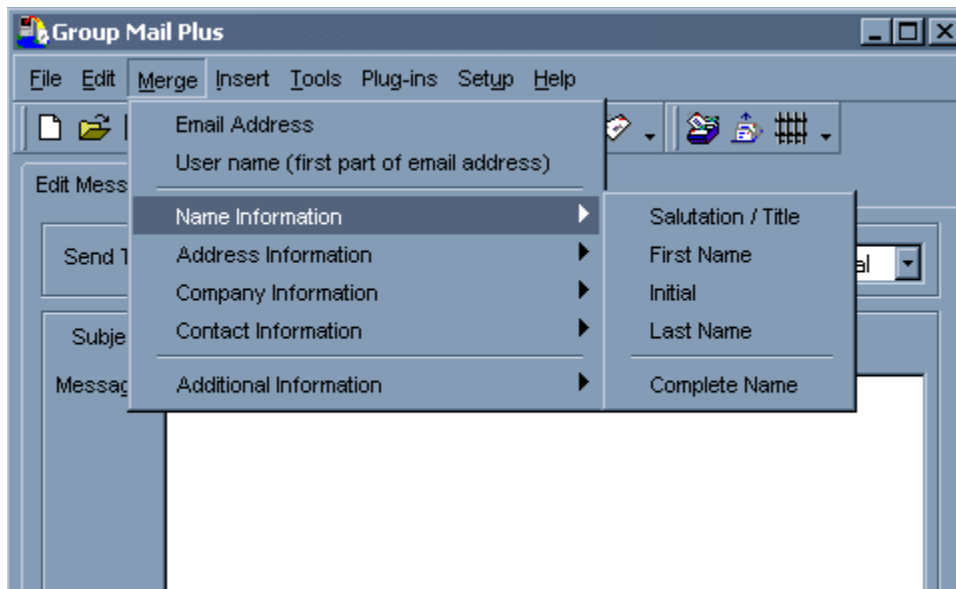 Group Mail Plus
File Edit Merge Insert Tools Plug-ins Setup Help
Email Address
User name (first part of email address)
Edit Mess
Name Information
Salutation / Title
Send T
Address Information
First Name
al
Company Information
Initial
Subje
Contact Information
Last Name
Messag
Additional Information
Complete Name